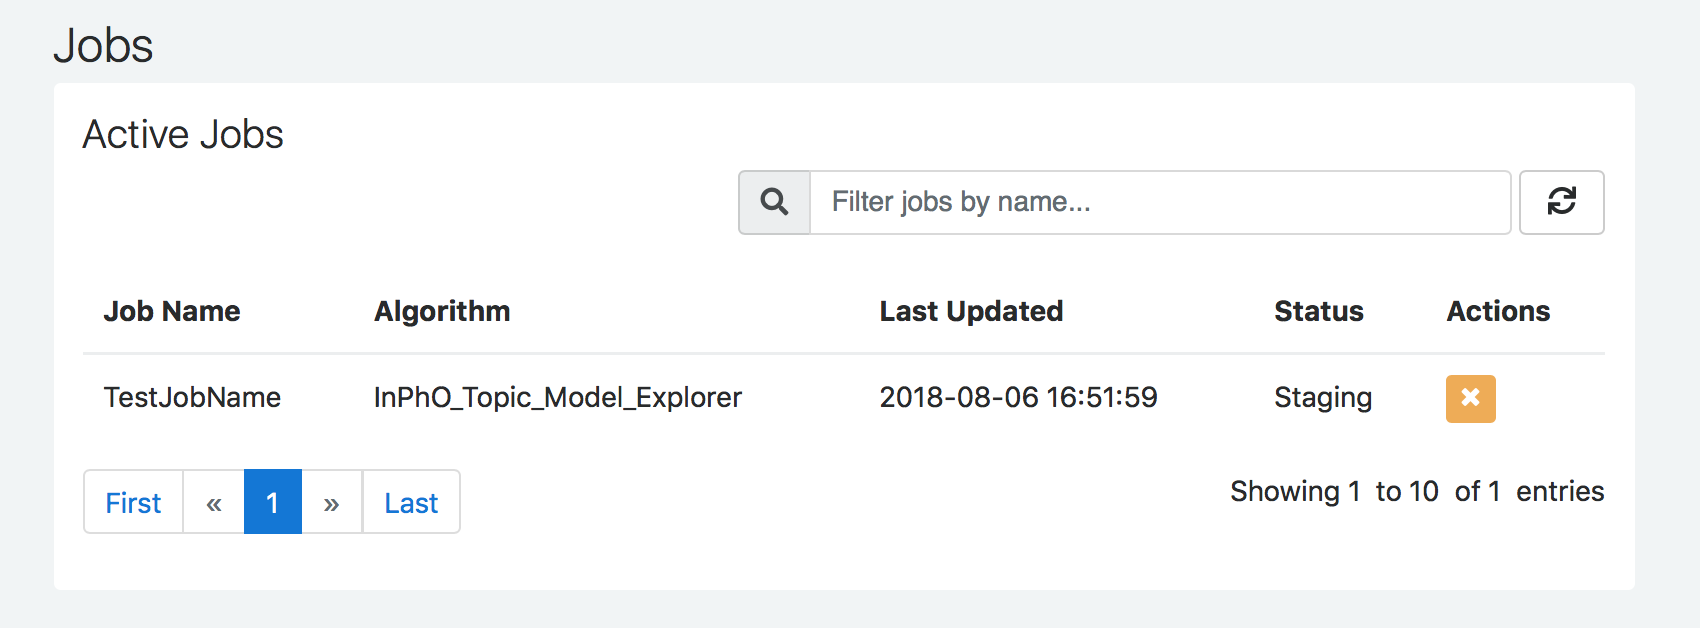 Jobs
Active Jobs
Filter jobs by name...
Job Name Algorithm Last Updated Status Actions
TestJobName InPhO_Topic_Model_Explorer 2018-08-06 16:51:59 Staging
First « 1 » Last
Showing 1 to 10 of 1 entries